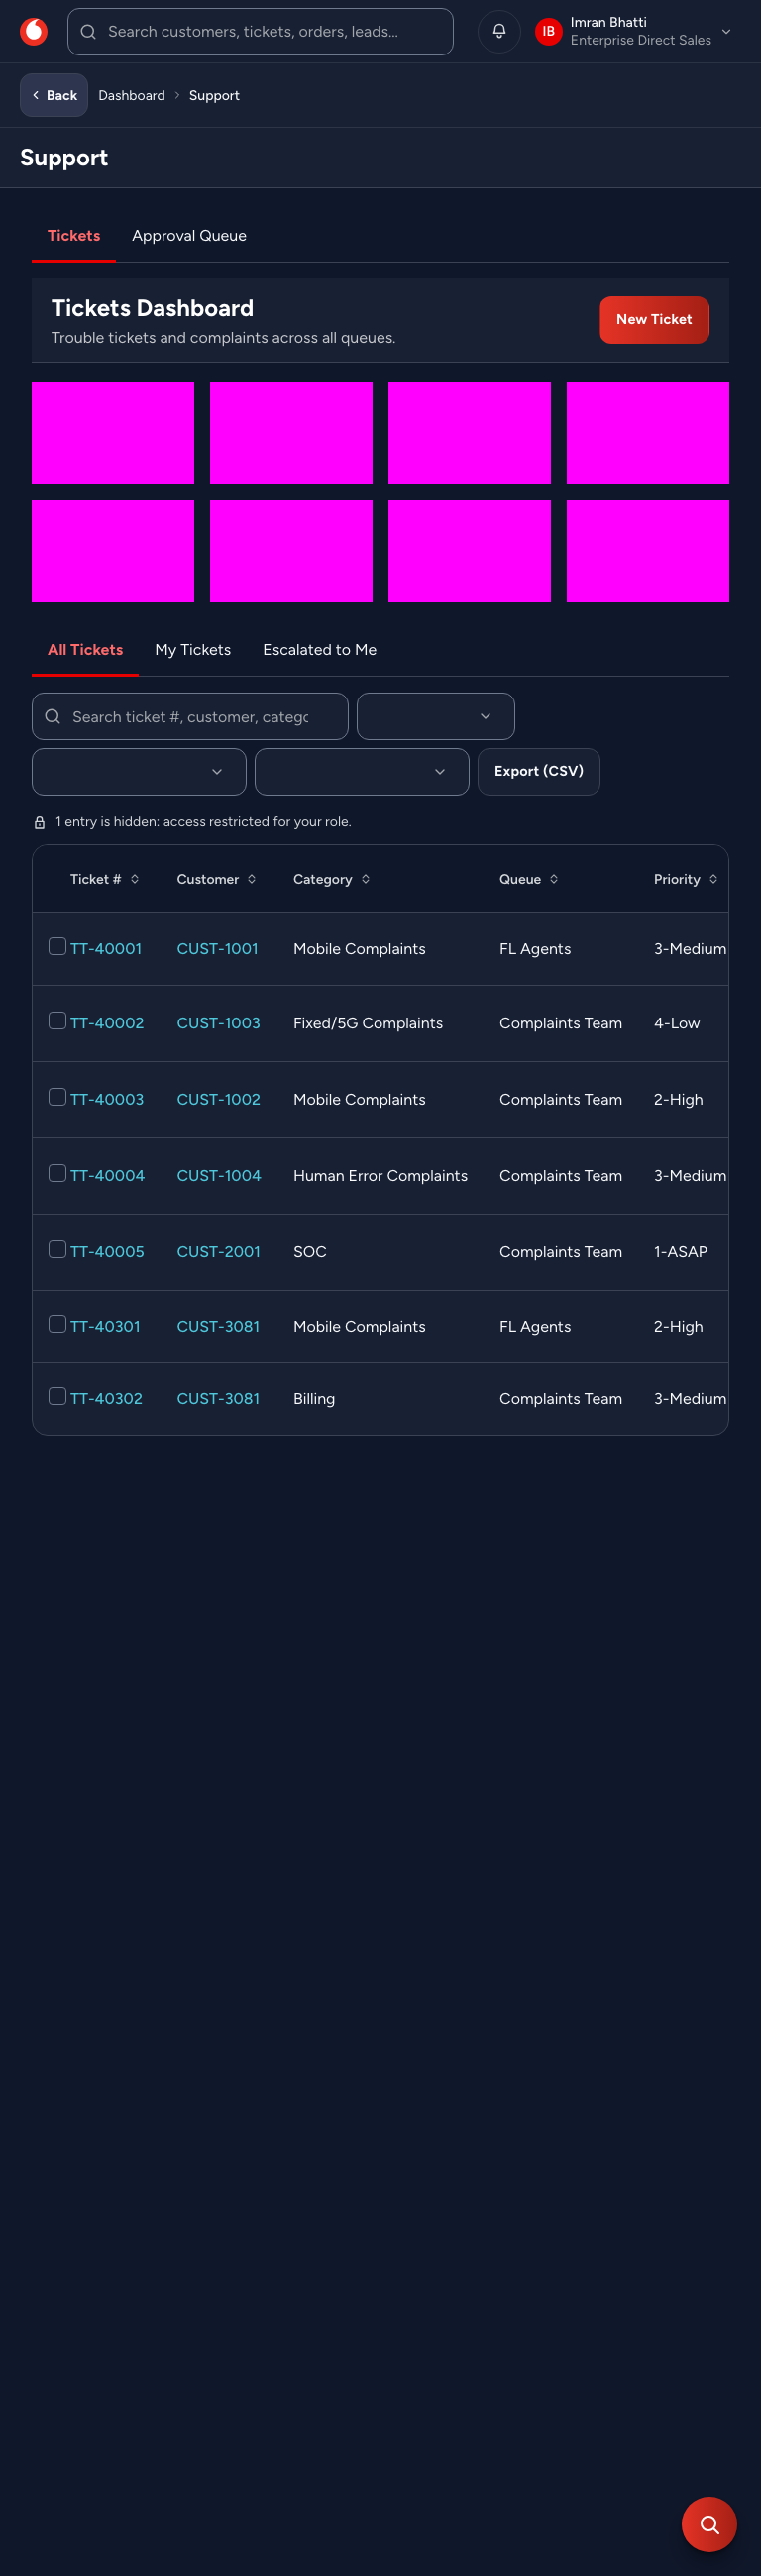 Search customers, tickets, orders, leads...
IB
Imran Bhatti
Enterprise Direct Sales
Back
Dashboard
Support
Support
Tickets
Approval Queue
Tickets Dashboard
Trouble tickets and complaints across all queues.
New Ticket
All Tickets
My Tickets
Escalated to Me
Search ticket #, customer, catego
Export (CSV)
1 entry is hidden: access restricted for your role.
Ticket # Customer Category Queue Priority
TT-40001 CUST-1001 Mobile Complaints FL Agents 3-Medium
TT-40002 CUST-1003 Fixed/5G Complaints Complaints Team 4-Low
TT-40003 CUST-1002 Mobile Complaints Complaints Team 2-High
TT-40004 CUST-1004 Human Error Complaints Complaints Team 3-Medium
TT-40005 CUST-2001 SOC Complaints Team 1-ASAP
TT-40301 CUST-3081 Mobile Complaints FL Agents 2-High
TT-40302 CUST-3081 Billing Complaints Team 3-Medium